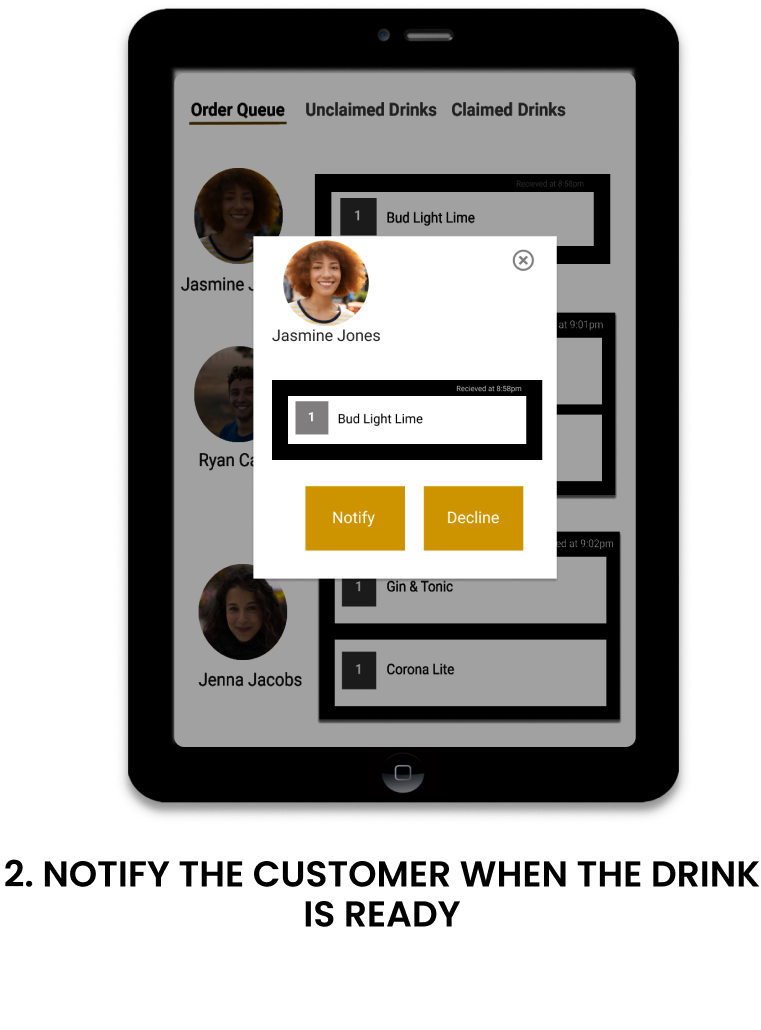 Order Queue Unclaimed Drinks Claimed Drinks
Recieved at 8:58pm
1 Bud Light Lime
Jasmine J
Jasmine Jones
Recieved at 8:58pm
1 Bud Light Lime
Notify Decline
at 9:01pm
Ryan Ca
ed at 9:02pm
1 Gin & Tonic
1 Corona Lite
Jenna Jacobs
2. NOTIFY THE CUSTOMER WHEN THE DRINK
IS READY